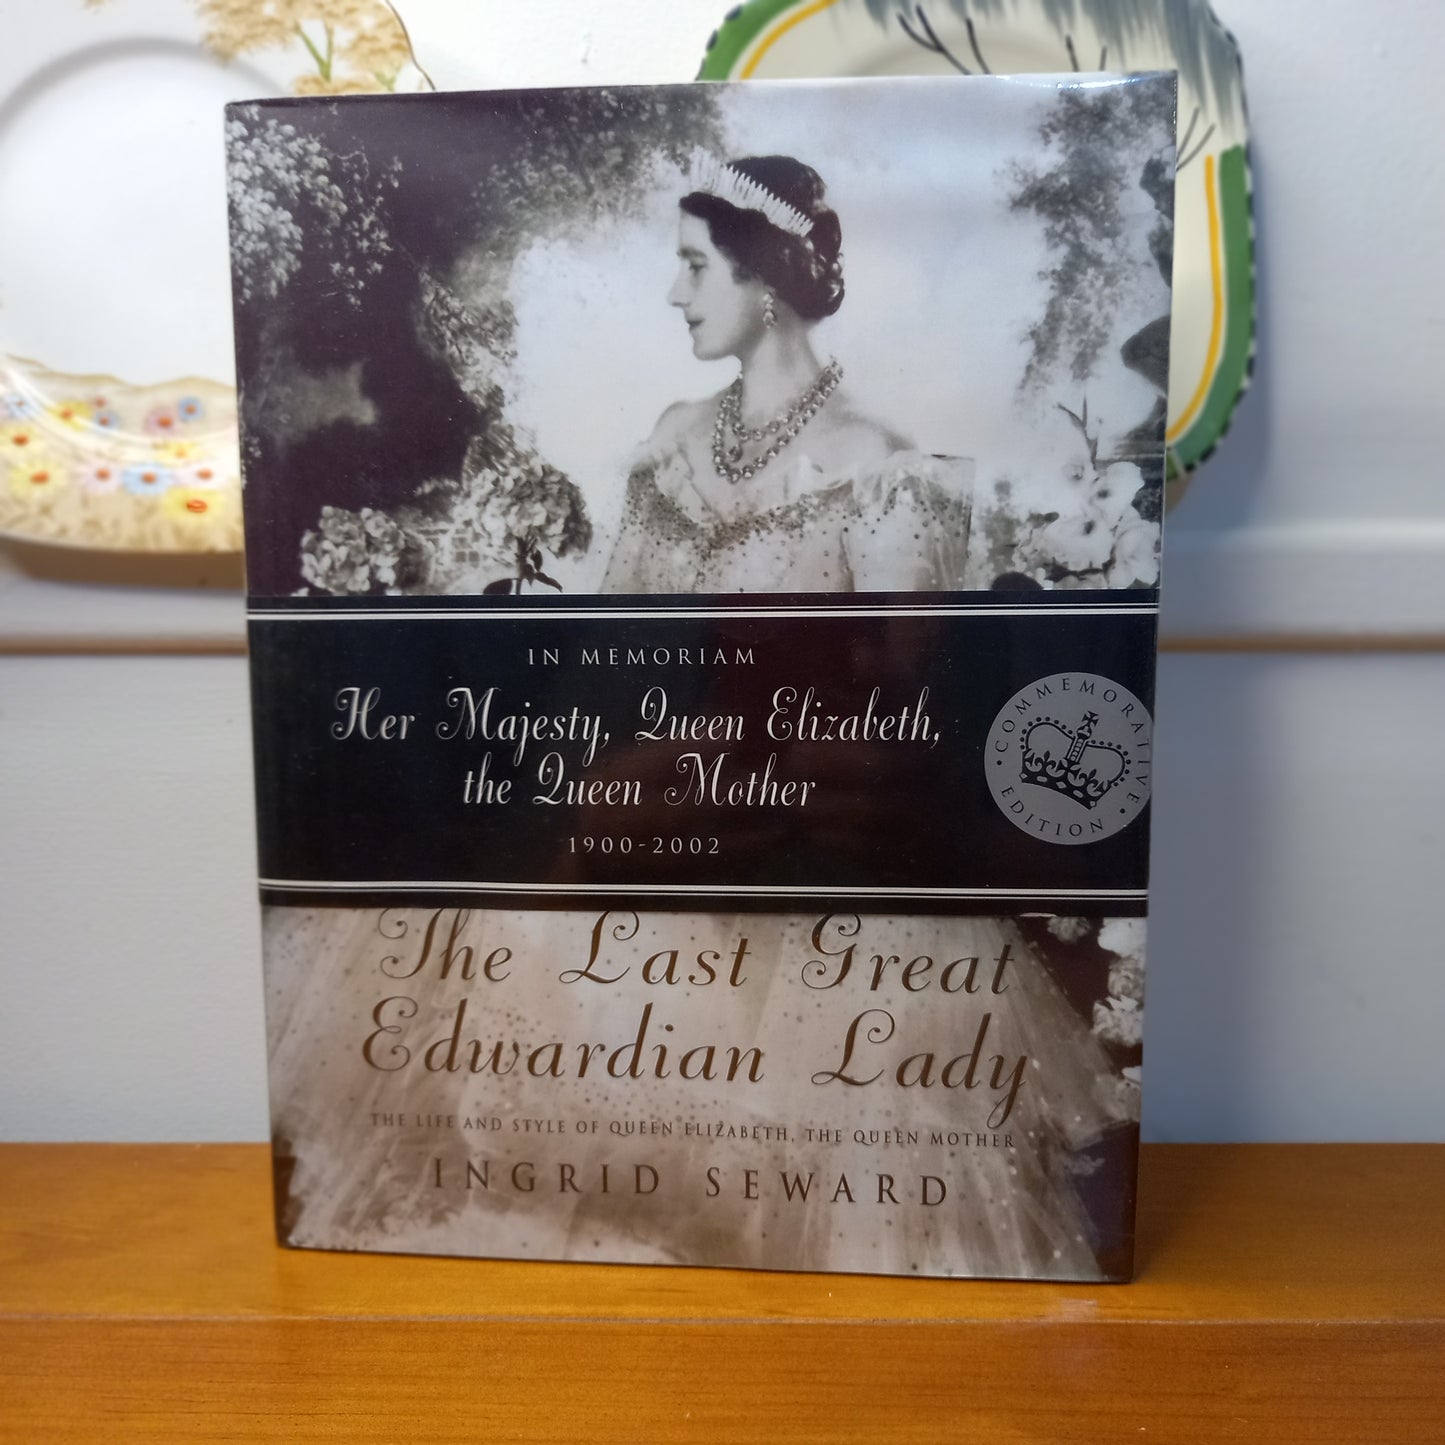 IN MEMORIAM
Her Majesty, Queen Elizabeth,
the Queen Mother
1900-2002
COMMEMORATIVE
EDITION
The Last Great
Edwardian Lady
THE LIFE AND STYLE OF QUEEN ELIZABETH, THE QUEEN MOTHER
INGRID SEWARD